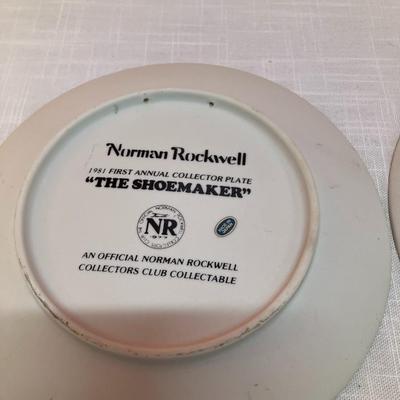 Norman Rockwell
1981 FIRST ANNUAL COLLECTOR PLATE
"THE SHOEMAKER"
NR
AN OFFICIAL NORMAN ROCKWELL
COLLECTORS CLUB COLLECTABLE